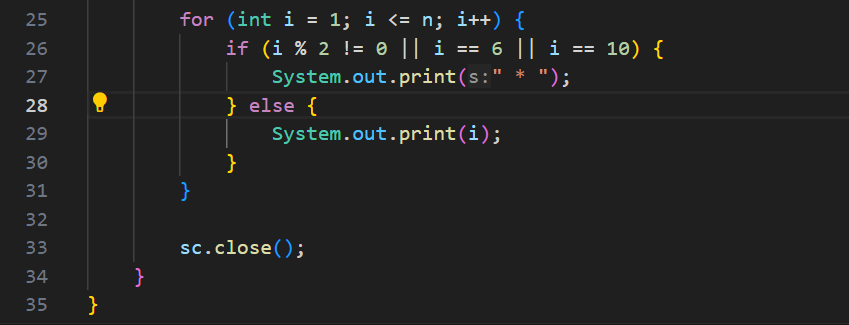 25 for (int i = 1; i <= n; i++) {
26 if (i % 2 != 0 || i == 6 || i == 10) {
27 System.out.print(s:" * ");
28 } else {
29 System.out.print(i);
30 }
31 }
32
33 sc.close();
34 }
35 }